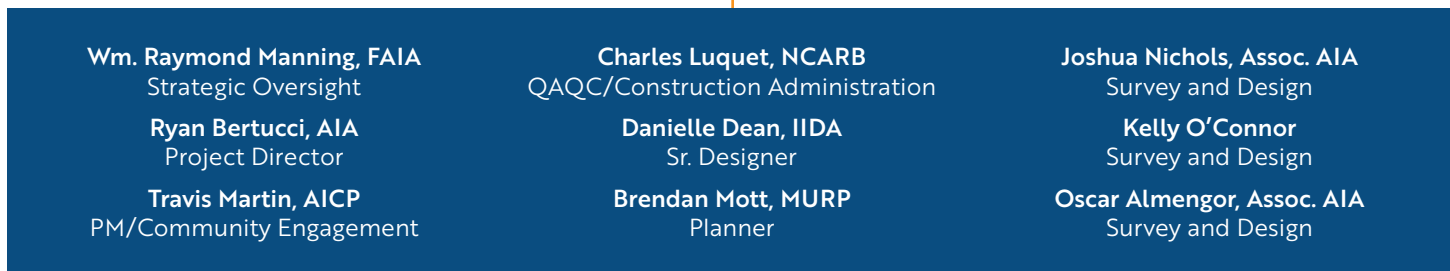 Wm. Raymond Manning, FAIA
Strategic Oversight
Ryan Bertucci, AIA
Project Director
Travis Martin, AICP
PM/Community Engagement
Charles Luquet, NCARB
QAQC/Construction Administration
Danielle Dean, IIDA
Sr. Designer
Brendan Mott, MURP
Planner
Joshua Nichols, Assoc. AIA
Survey and Design
Kelly O’Connor
Survey and Design
Oscar Almengor, Assoc. AIA
Survey and Design